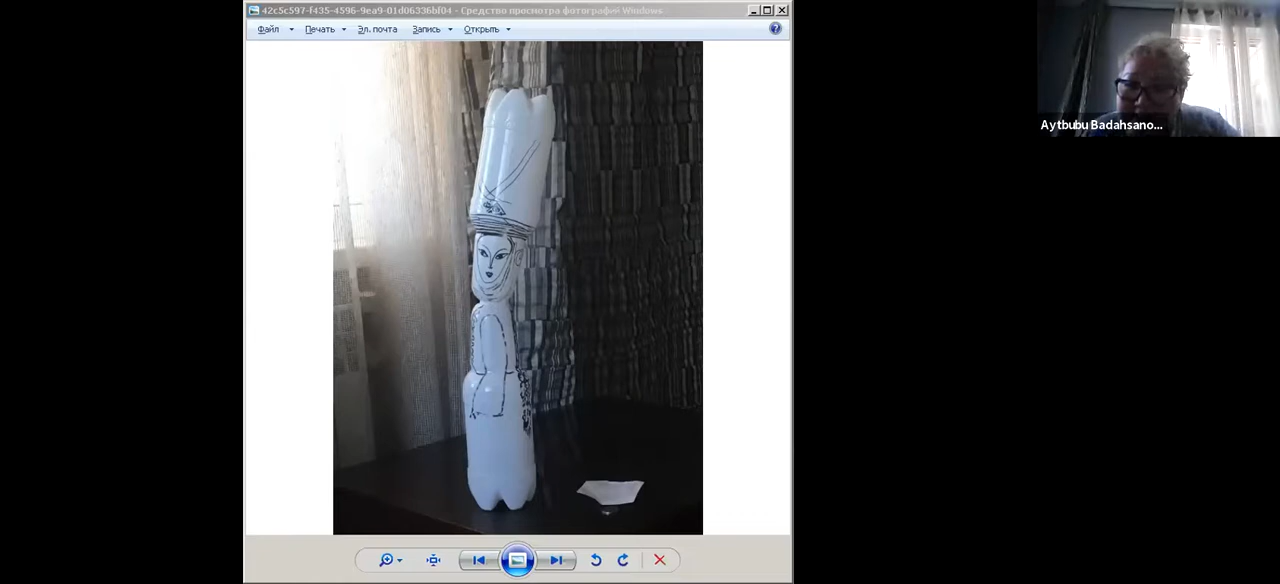 42c5c597-f435-4596-9ea9-01d06336bf04 - Средство просмотра фотографий Windows
Файл Печать Эл. почта Запись Открыть
Aytbubu Badahsano...